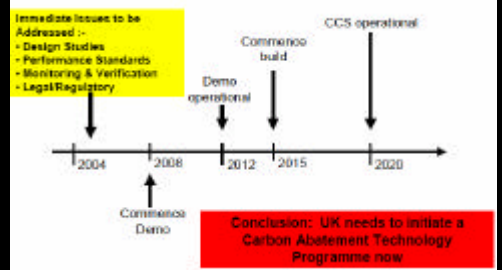 Immediate Issues to be
Addressed :-
• Design Studies
• Performance Standards
• Monitoring & Verification
• Legal/Regulatory
CCS operational
Commence
build
Demo
operational
2004
2008
2012
2015
2020
Commence
Demo
Conclusion: UK needs to initiate a
Carbon Abatement Technology
Programme now